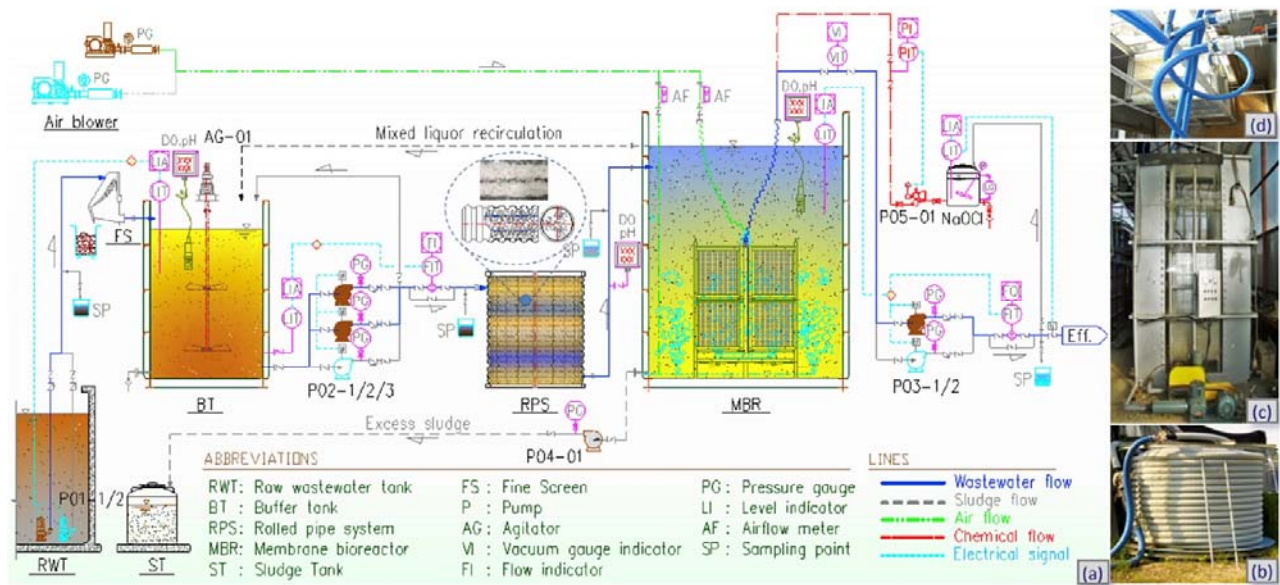 PG
PG
Air blower
AF
AF
VI
VIT
PI
PIT
DO,pH
LIA
LIT
(d)
AG-01
DO,pH
LIA
LIT
Mixed liquor recirculation
P05-01
NaOCl
LIA
LIT
FS
SP
SP
DO
pH
SP
LIA
LIT
PG
PG
FI
FIT
PG
PG
FQ
FIT
Eff.
SP
P02-1/2/3
P03-1/2
(c)
BT
RPS
MBR
Excess sludge
PG
P04-01
P01-1/2
RWT
ST
ABBREVIATIONS
RWT: Raw wastewater tank
BT : Buffer tank
RPS: Rolled pipe system
MBR: Membrane bioreactor
ST : Sludge Tank
FS : Fine Screen
P : Pump
AG: Agitator
VI : Vacuum gauge indicator
FI : Flow indicator
PG : Pressure gauge
LI : Level indicator
AF : Airflow meter
SP : Sampling point
LINES
Wastewater flow
Sludge flow
Air flow
Chemical flow
Electrical signal
(a)
(b)